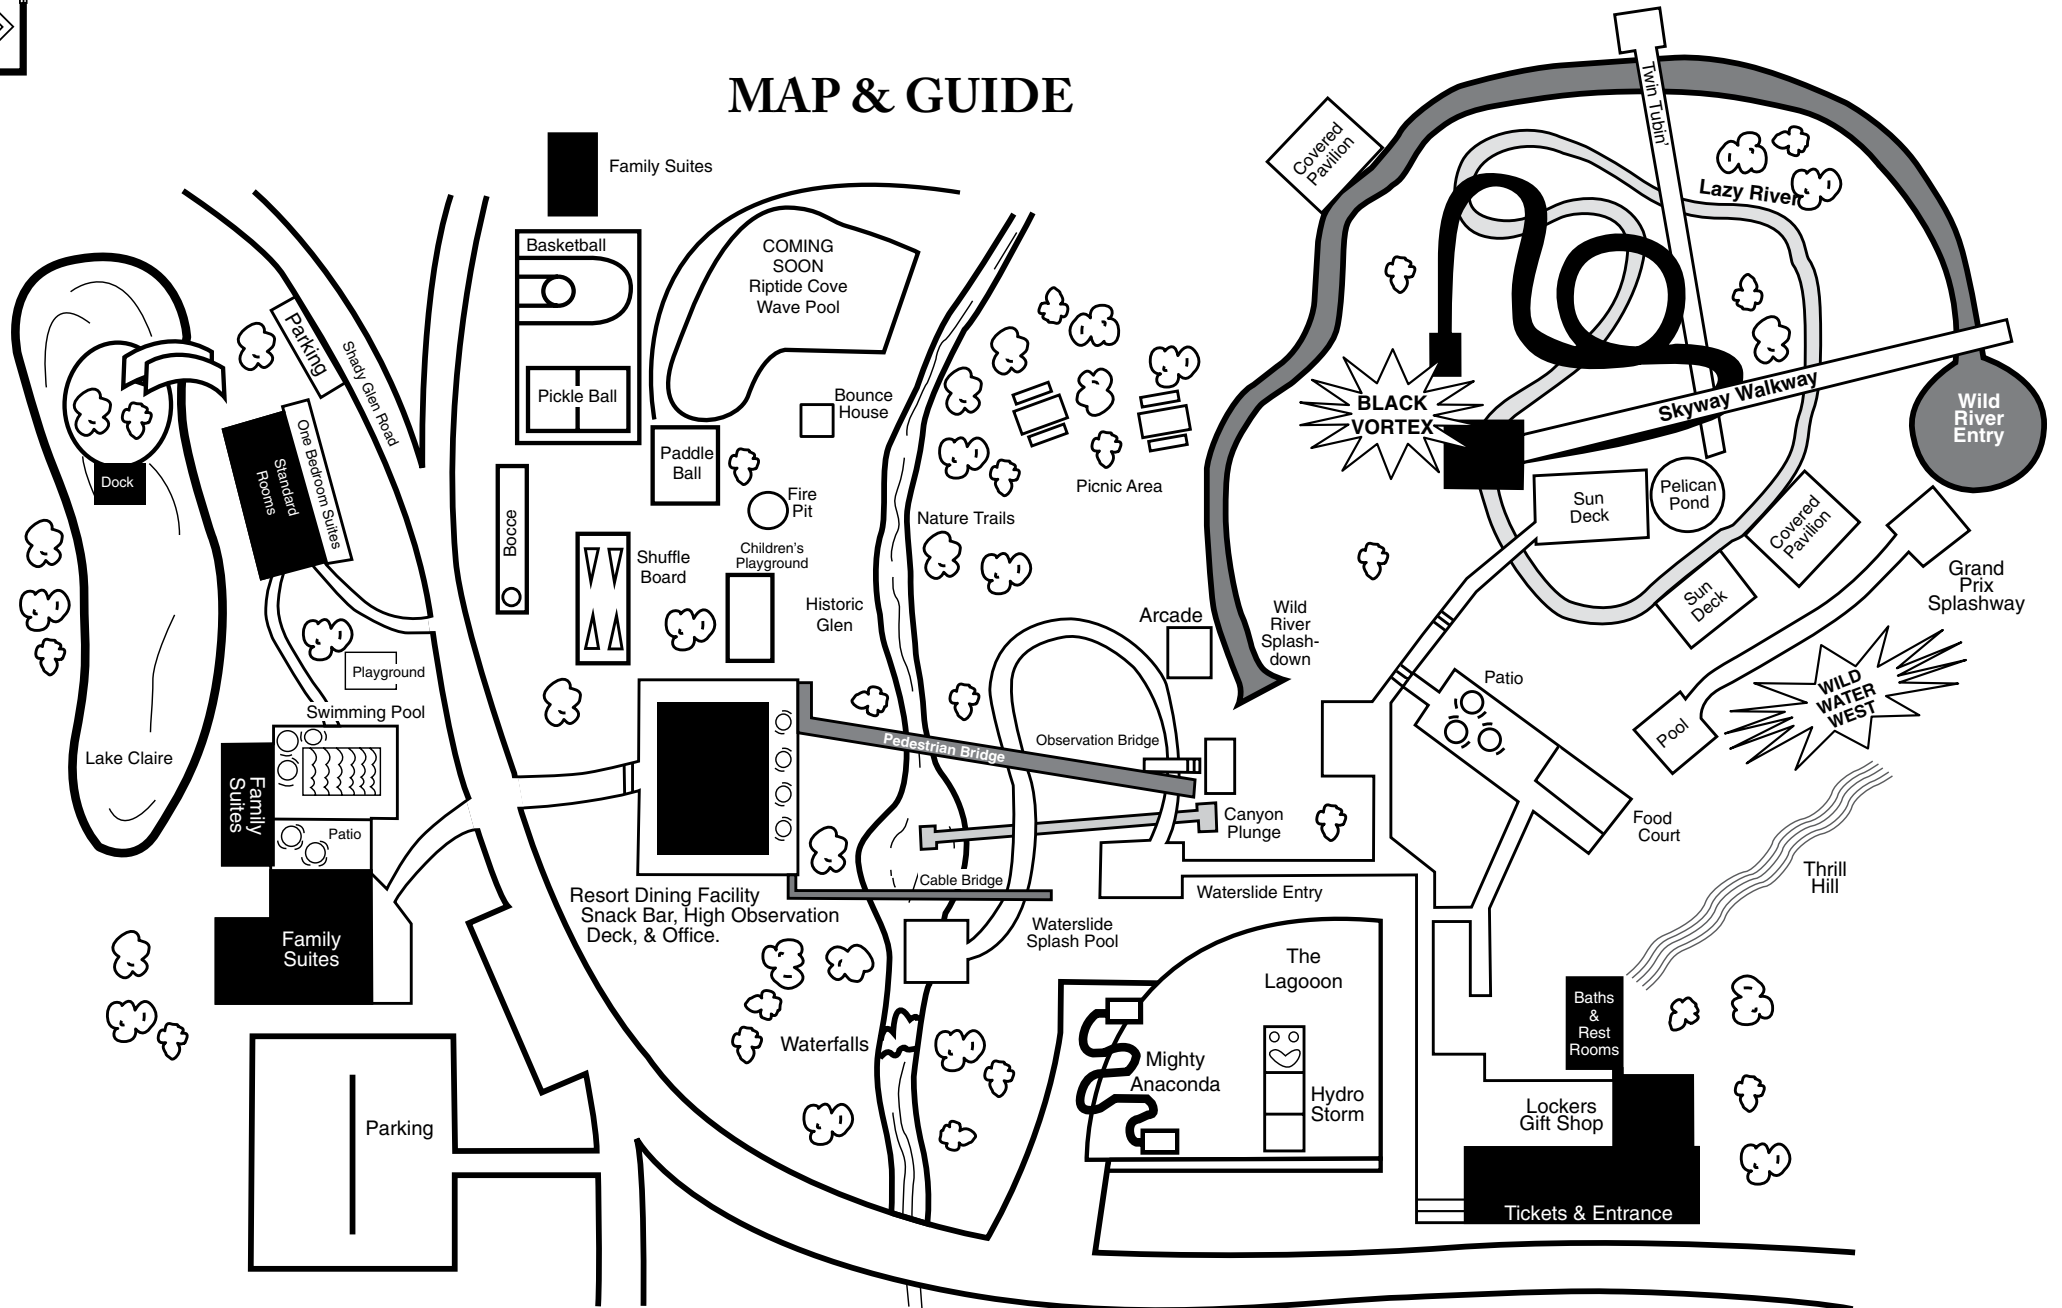 MAP & GUIDE
Family Suites
Basketball
Pickle Ball
COMING
SOON
Riptide Cove
Wave Pool
Bounce
House
Paddle
Ball
Fire
Pit
Bocce
Shuffle
Board
Children's
Playground
Historic
Glen
Nature Trails
Picnic Area
Parking
Shady Glen Road
One Bedroom Suites
Standard
Rooms
Dock
Lake Claire
Playground
Swimming Pool
Family
Suites
Patio
Family
Suites
Parking
Resort Dining Facility
Snack Bar, High Observation
Deck, & Office.
Pedestrian Bridge
Observation Bridge
Canyon
Plunge
Cable Bridge
Waterslide
Splash Pool
Waterslide Entry
Waterfalls
Arcade
Wild
River
Splash-
down
Covered
Pavilion
Twin Tubin'
Lazy River
BLACK
VORTEX
Skyway Walkway
Wild
River
Entry
Sun
Deck
Pelican
Pond
Covered
Pavilion
Sun
Deck
Grand
Prix
Splashway
Pool
WILD
WATER
WEST
Patio
Food
Court
Thrill
Hill
The
Lagooon
Mighty
Anaconda
Hydro
Storm
Baths
&
Rest
Rooms
Lockers
Gift Shop
Tickets & Entrance